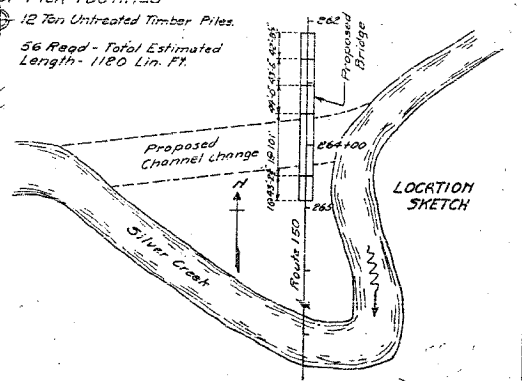 12 Ton Untreated Timber Piles.
56 Reqd - Total Estimated
Length - 1180 Lin. Ft.
262
Proposed
Bridge
Proposed
Channel change
264+00
265
N
LOCATION
SKETCH
Silver Creek
Route 150